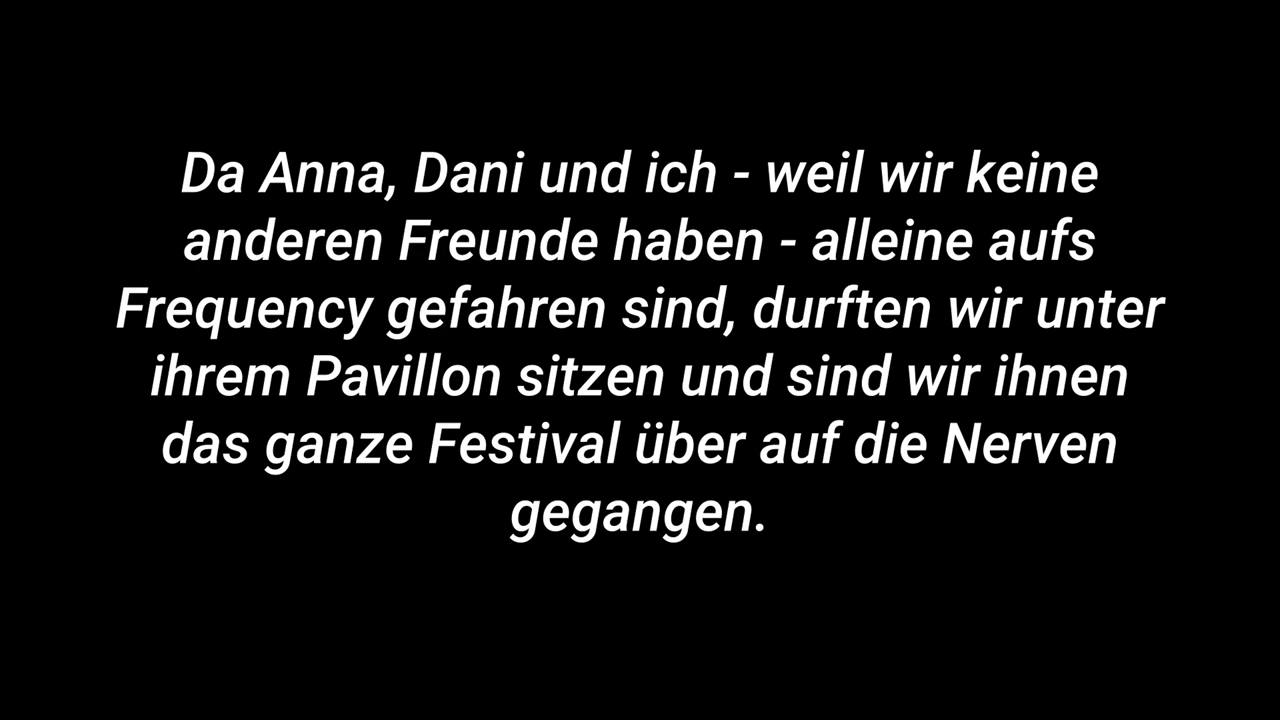 Da Anna, Dani und ich - weil wir keine
anderen Freunde haben - alleine aufs
Frequency gefahren sind, durften wir unter
ihrem Pavillon sitzen und sind wir ihnen
das ganze Festival über auf die Nerven
gegangen.